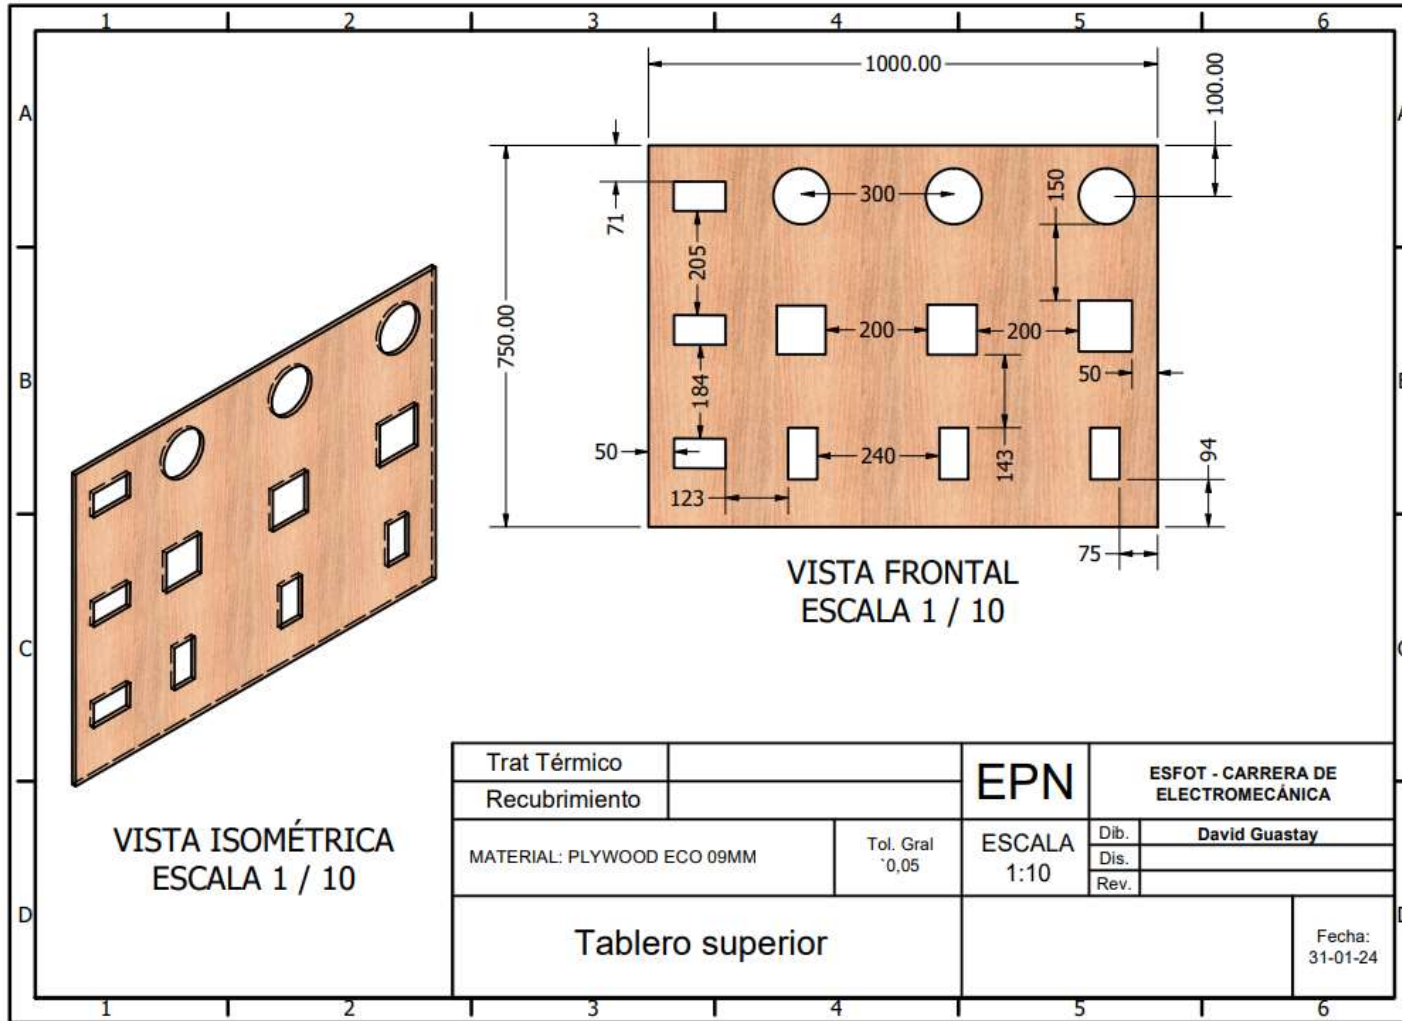 1 2 3 4 5 6
A
B
C
D
1000.00
100.00
750.00
71
300
150
205
200
200
184
50
50
240
143
94
123
75
VISTA FRONTAL
ESCALA 1 / 10
VISTA ISOMÉTRICA
ESCALA 1 / 10
Trat Térmico
Recubrimiento
EPN
ESFOT - CARRERA DE
ELECTROMECÁNICA
MATERIAL: PLYWOOD ECO 09MM
Tol. Gral
`0,05
ESCALA
1:10
Dib. David Guastay
Dis.
Rev.
Tablero superior
Fecha:
31-01-24
1 2 3 4 5 6